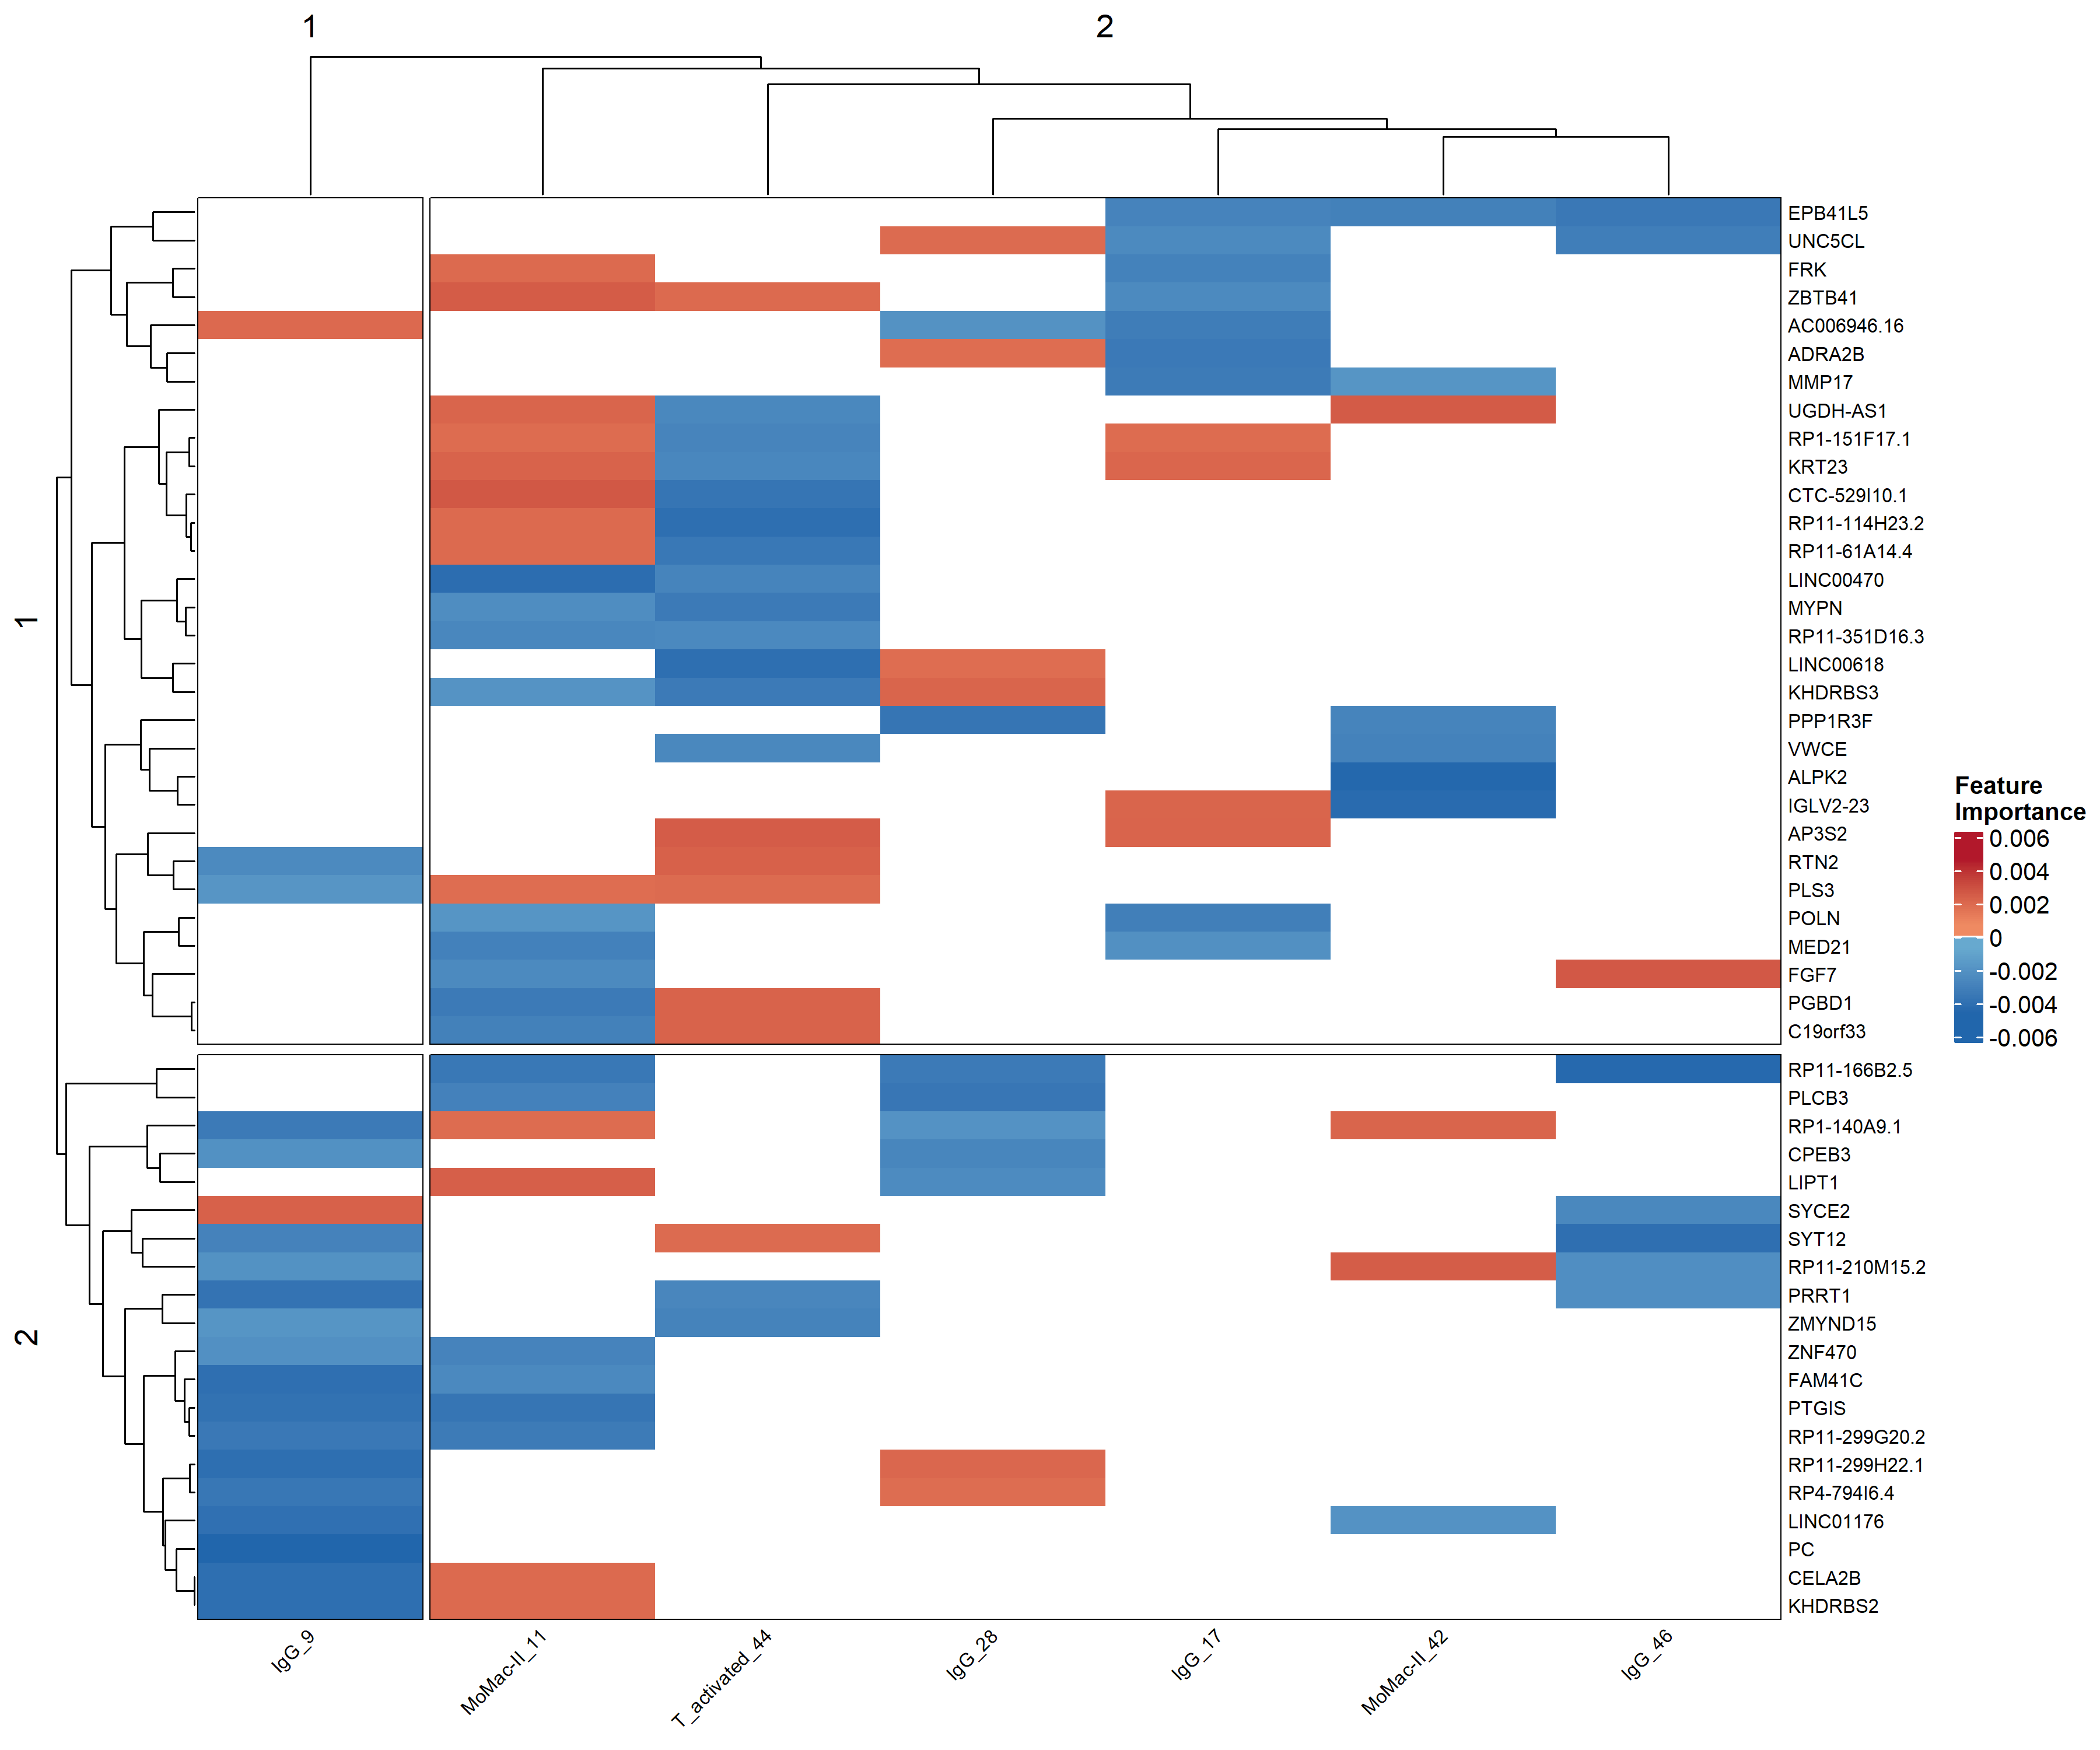 1
2
EPB41L5
UNC5CL
FRK
ZBTB41
AC006946.16
ADRA2B
MMP17
UGDH-AS1
RP1-151F17.1
KRT23
CTC-529I10.1
RP11-114H23.2
RP11-61A14.4
LINC00470
MYPN
RP11-351D16.3
LINC00618
KHDRBS3
PPP1R3F
VWCE
ALPK2
IGLV2-23
AP3S2
RTN2
PLS3
POLN
MED21
FGF7
PGBD1
C19orf33
1
RP11-166B2.5
PLCB3
RP1-140A9.1
CPEB3
LIPT1
SYCE2
SYT12
RP11-210M15.2
PRRT1
ZMYND15
ZNF470
FAM41C
PTGIS
RP11-299G20.2
RP11-299H22.1
RP4-794I6.4
LINC01176
PC
CELA2B
KHDRBS2
2
IgG_9
MoMac-II_11
T_activated_44
IgG_28
IgG_17
MoMac-II_42
IgG_46
Feature
Importance
0.006
0.004
0.002
0
-0.002
-0.004
-0.006